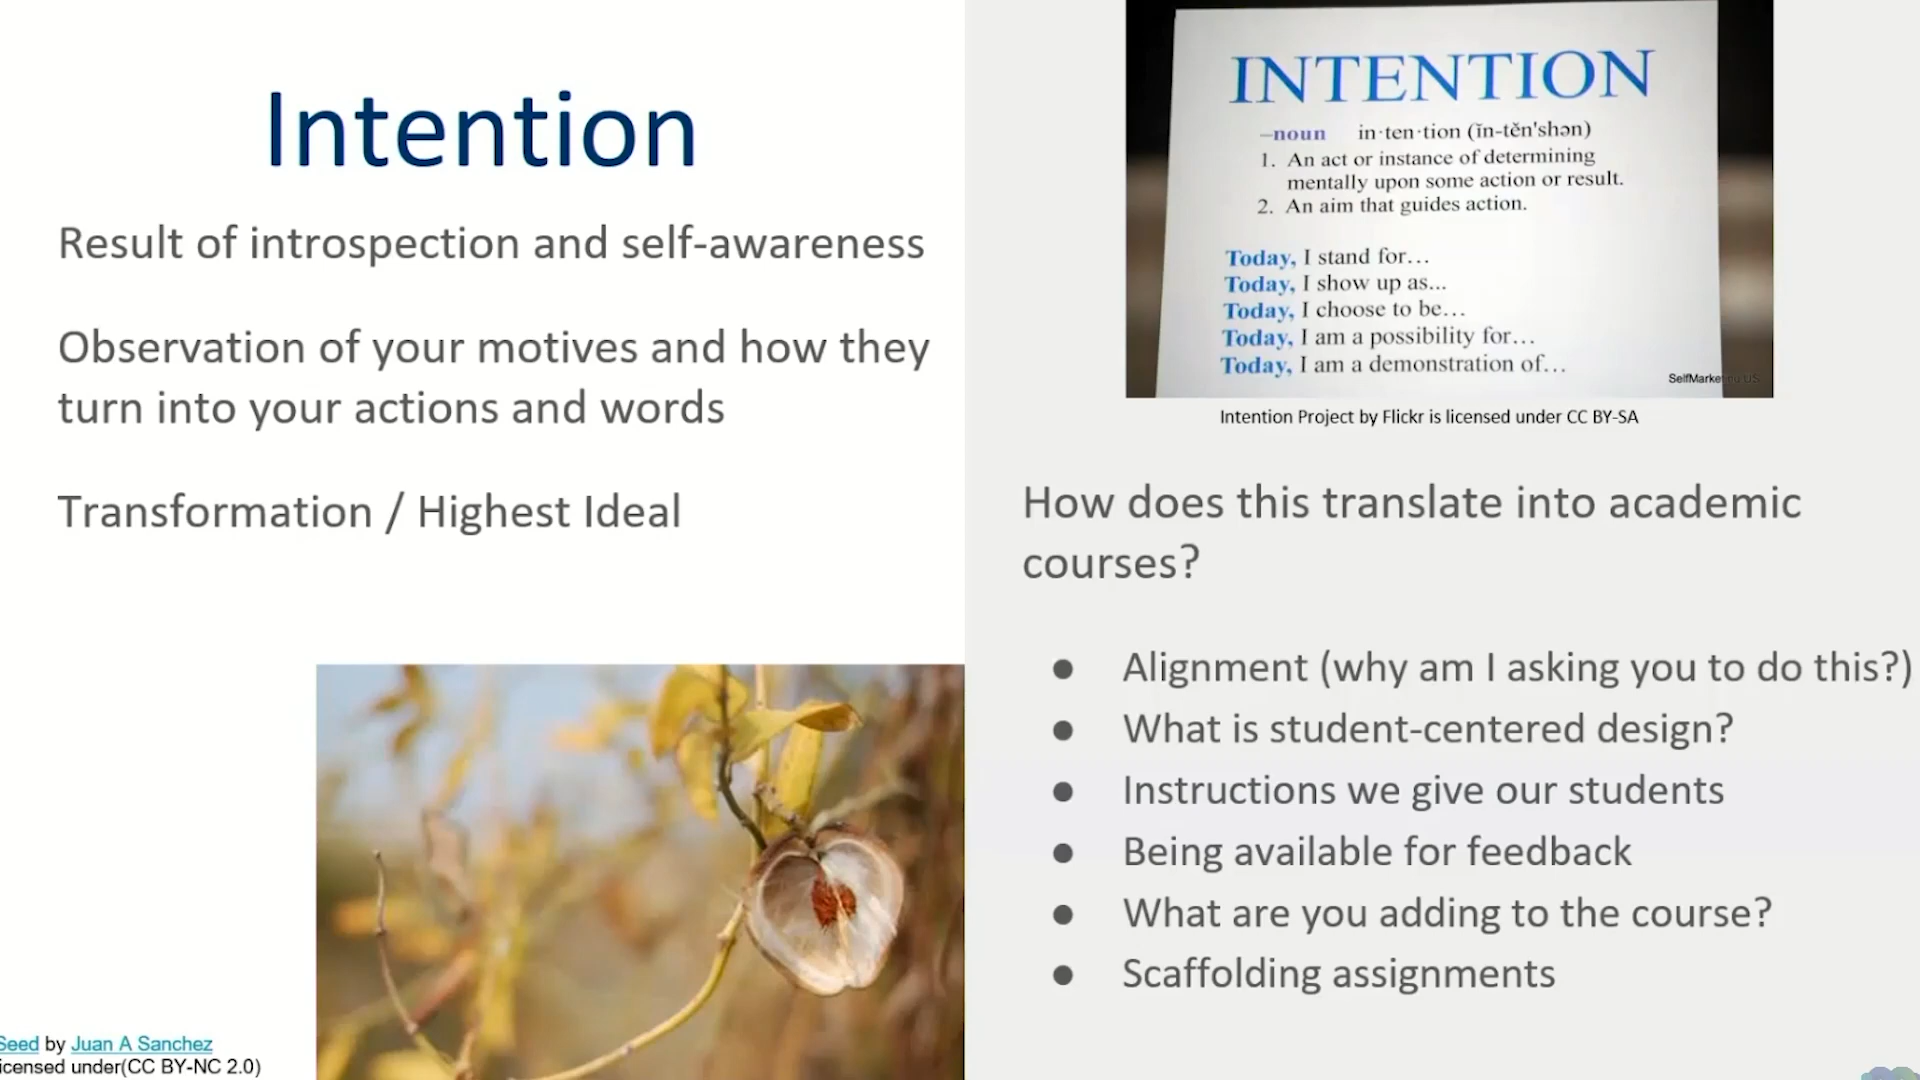 Intention
Result of introspection and self-awareness
Observation of your motives and how they
turn into your actions and words
Transformation / Highest Ideal
Seed by Juan A Sanchez
icensed under(CC BY-NC 2.0)
INTENTION
–noun in·ten·tion (ĭn-tĕn'shən)
1. An act or instance of determining
mentally upon some action or result.
2. An aim that guides action.
Today, I stand for…
Today, I show up as...
Today, I choose to be…
Today, I am a possibility for…
Today, I am a demonstration of…
SelfMarketing US
Intention Project by Flickr is licensed under CC BY-SA
How does this translate into academic
courses?
● Alignment (why am I asking you to do this?)
● What is student-centered design?
● Instructions we give our students
● Being available for feedback
● What are you adding to the course?
● Scaffolding assignments